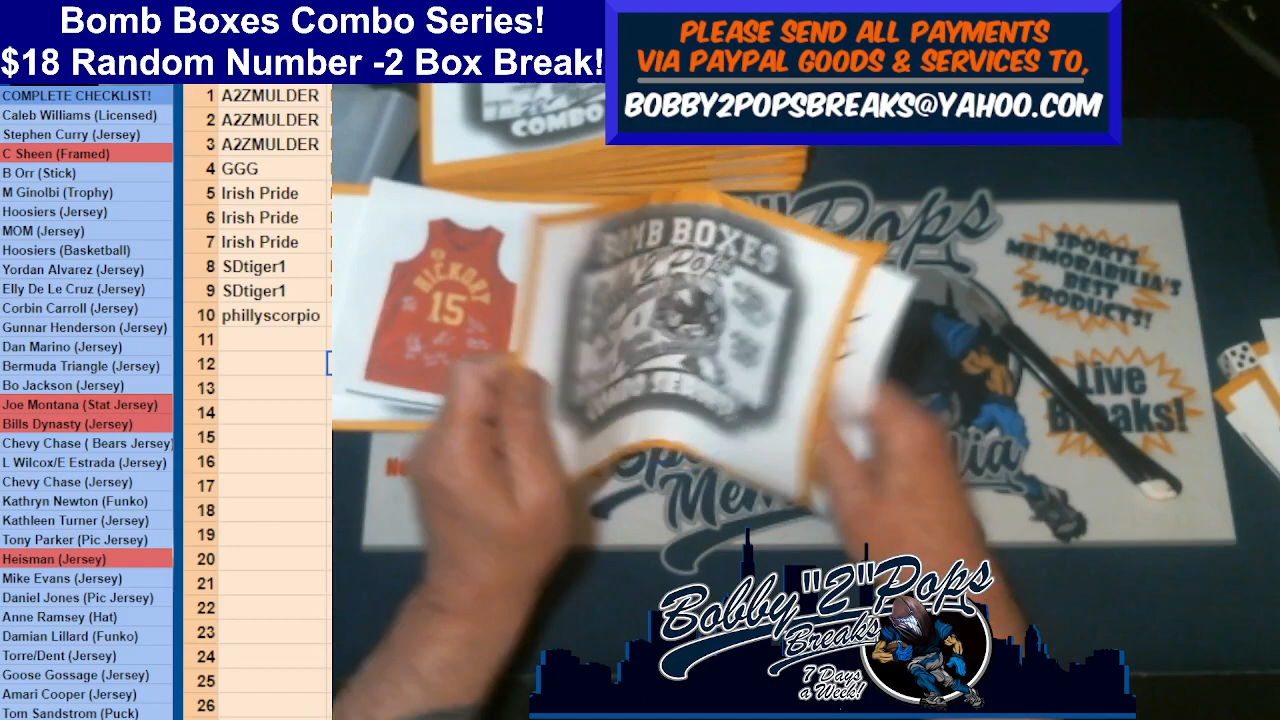 Bomb Boxes Combo Series!
$18 Random Number -2 Box Break!
PLEASE SEND ALL PAYMENTS
VIA PAYPAL GOODS & SERVICES TO,
BOBBY2POPSBREAKS@YAHOO.COM
COMPLETE CHECKLIST!
Caleb Williams (Licensed)
Stephen Curry (Jersey)
C Sheen (Framed)
B Orr (Stick)
M Ginolbi (Trophy)
Hoosiers (Jersey)
MOM (Jersey)
Hoosiers (Basketball)
Yordan Alvarez (Jersey)
Elly De Le Cruz (Jersey)
Corbin Carroll (Jersey)
Gunnar Henderson (Jersey)
Dan Marino (Jersey)
Bermuda Triangle (Jersey)
Bo Jackson (Jersey)
Joe Montana (Stat Jersey)
Bills Dynasty (Jersey)
Chevy Chase ( Bears Jersey)
L Wilcox/E Estrada (Jersey)
Chevy Chase (Jersey)
Kathryn Newton (Funko)
Kathleen Turner (Jersey)
Tony Parker (Pic Jersey)
Heisman (Jersey)
Mike Evans (Jersey)
Daniel Jones (Pic Jersey)
Anne Ramsey (Hat)
Damian Lillard (Funko)
Torre/Dent (Jersey)
Goose Gossage (Jersey)
Amari Cooper (Jersey)
Tom Sandstrom (Puck)
1 A2ZMULDER
2 A2ZMULDER
3 A2ZMULDER
4 GGG
5 Irish Pride
6 Irish Pride
7 Irish Pride
8 SDtiger1
9 SDtiger1
10 phillyscorpio
11
12
13
14
15
16
17
18
19
20
21
22
23
24
25
26
COMBO
HICKORY
15
BOMB BOXES
"2" Pops
COMBO SERIES
Pops
SPORTS
MEMORABILIA'S
BEST
PRODUCTS!
Live
Breaks!
Bobby "2" Pops
Breaks
7 Days
a Week!